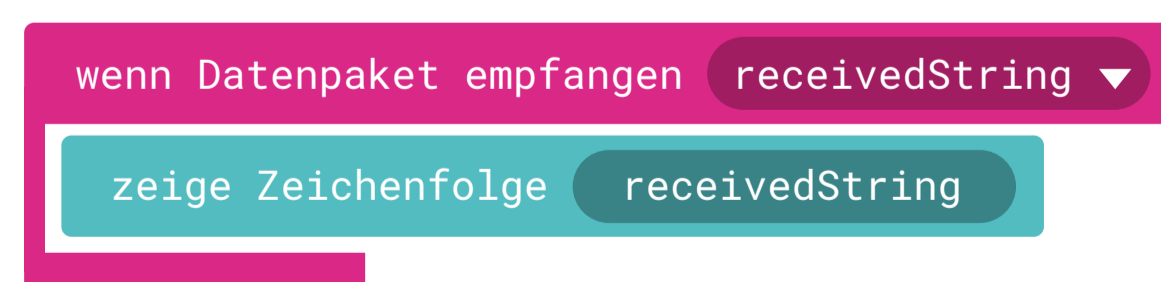 wenn Datenpaket empfangen receivedString
zeige Zeichenfolge receivedString